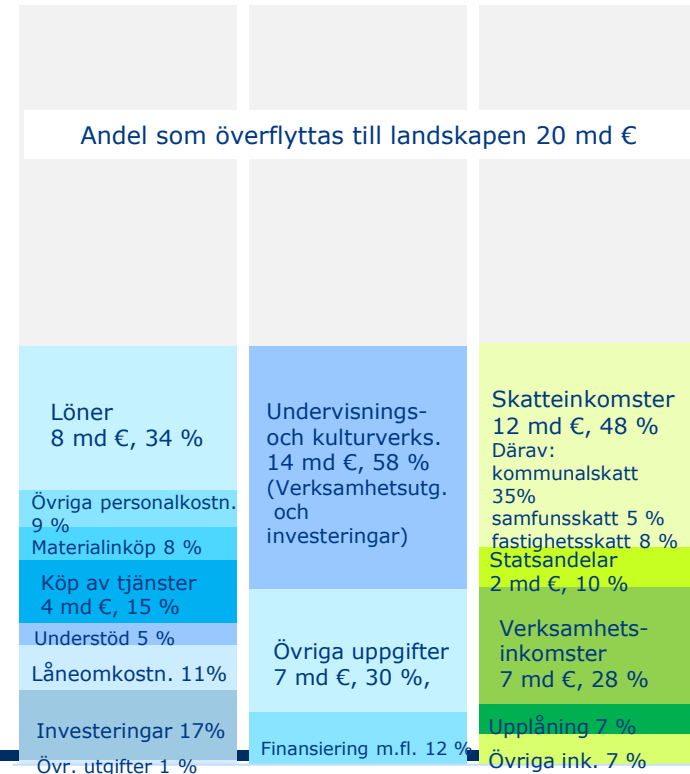 Andel som överflyttas till landskapen 20 md €
Löner
8 md €, 34 %
Övriga personalkostn.
9 %
Materialinköp 8 %
Köp av tjänster
4 md €, 15 %
Understöd 5 %
Låneomkostn. 11%
Investeringar 17%
Övr. utgifter 1 %
Undervisnings-
och kulturverks.
14 md €, 58 %
(Verksamhetsutg.
och
investeringar)
Övriga uppgifter
7 md €, 30 %,
Finansiering m.fl. 12 %
Skatteinkomster
12 md €, 48 %
Därav:
kommunalskatt
35%
samfunsskatt 5 %
fastighetsskatt 8 %
Statsandelar
2 md €, 10 %
Verksamhets-
inkomster
7 md €, 28 %
Upplåning 7 %
Övriga ink. 7 %